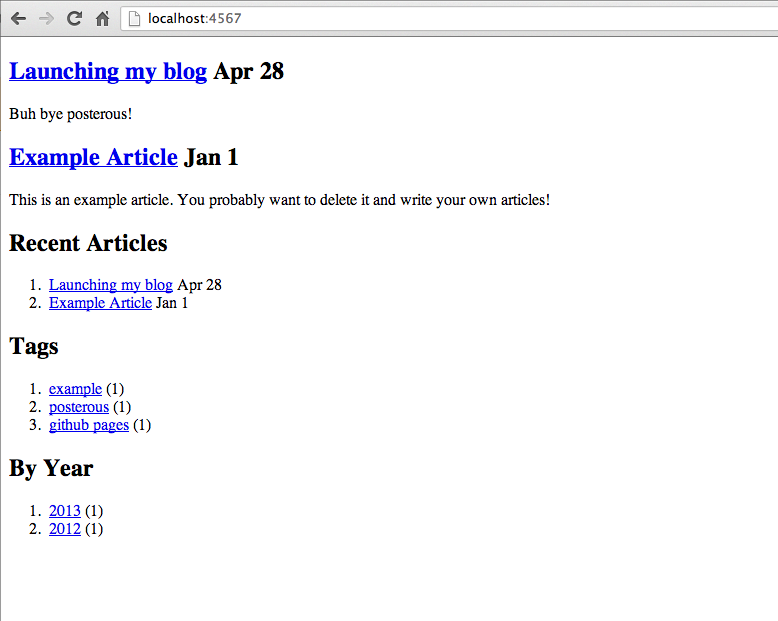 localhost:4567
Launching my blog Apr 28
Buh bye posterous!
Example Article Jan 1
This is an example article. You probably want to delete it and write your own articles!
Recent Articles
1. Launching my blog Apr 28
2. Example Article Jan 1
Tags
1. example (1)
2. posterous (1)
3. github pages (1)
By Year
1. 2013 (1)
2. 2012 (1)